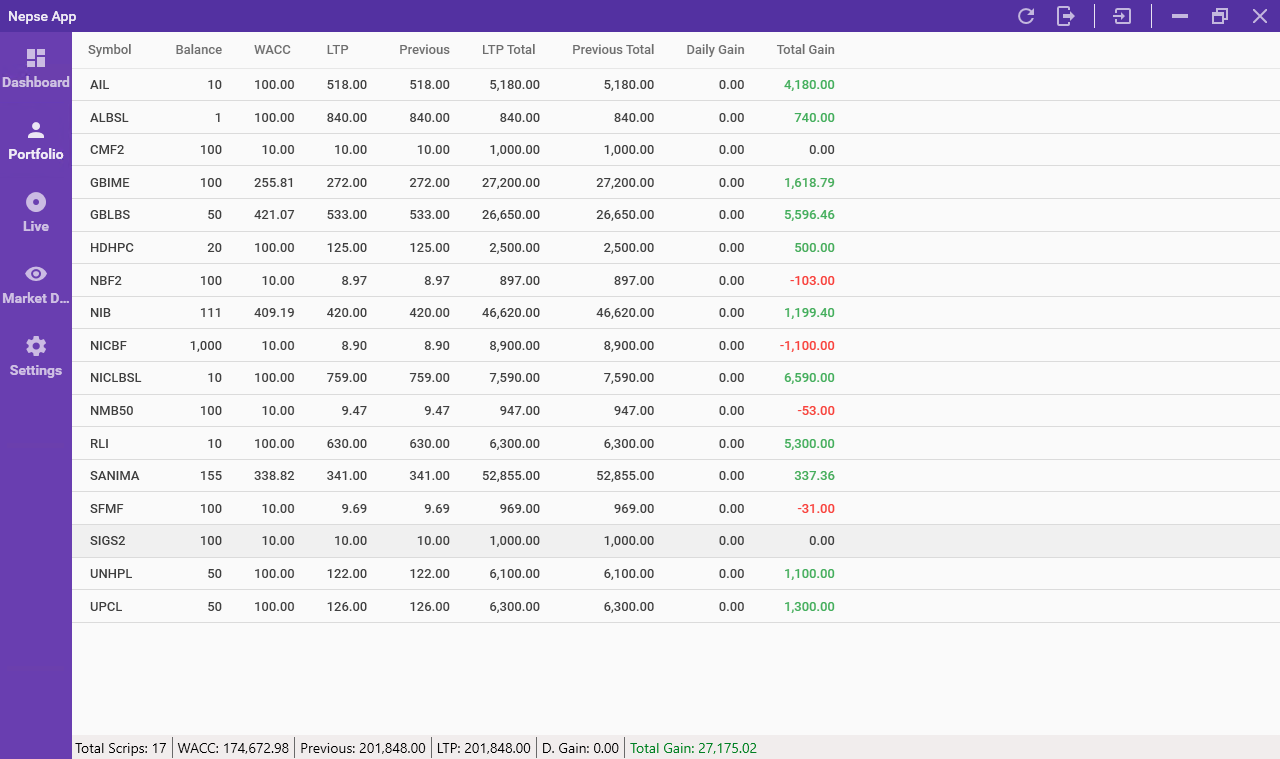 Nepse App
Symbol Balance WACC LTP Previous LTP Total Previous Total Daily Gain Total Gain
Dashboard
Portfolio
Live
Market D...
Settings
AIL 10 100.00 518.00 518.00 5,180.00 5,180.00 0.00 4,180.00
ALBSL 1 100.00 840.00 840.00 840.00 840.00 0.00 740.00
CMF2 100 10.00 10.00 10.00 1,000.00 1,000.00 0.00 0.00
GBIME 100 255.81 272.00 272.00 27,200.00 27,200.00 0.00 1,618.79
GBLBS 50 421.07 533.00 533.00 26,650.00 26,650.00 0.00 5,596.46
HDHPC 20 100.00 125.00 125.00 2,500.00 2,500.00 0.00 500.00
NBF2 100 10.00 8.97 8.97 897.00 897.00 0.00 -103.00
NIB 111 409.19 420.00 420.00 46,620.00 46,620.00 0.00 1,199.40
NICBF 1,000 10.00 8.90 8.90 8,900.00 8,900.00 0.00 -1,100.00
NICLBSL 10 100.00 759.00 759.00 7,590.00 7,590.00 0.00 6,590.00
NMB50 100 10.00 9.47 9.47 947.00 947.00 0.00 -53.00
RLI 10 100.00 630.00 630.00 6,300.00 6,300.00 0.00 5,300.00
SANIMA 155 338.82 341.00 341.00 52,855.00 52,855.00 0.00 337.36
SFMF 100 10.00 9.69 9.69 969.00 969.00 0.00 -31.00
SIGS2 100 10.00 10.00 10.00 1,000.00 1,000.00 0.00 0.00
UNHPL 50 100.00 122.00 122.00 6,100.00 6,100.00 0.00 1,100.00
UPCL 50 100.00 126.00 126.00 6,300.00 6,300.00 0.00 1,300.00
Total Scrips: 17 WACC: 174,672.98 Previous: 201,848.00 LTP: 201,848.00 D. Gain: 0.00 Total Gain: 27,175.02